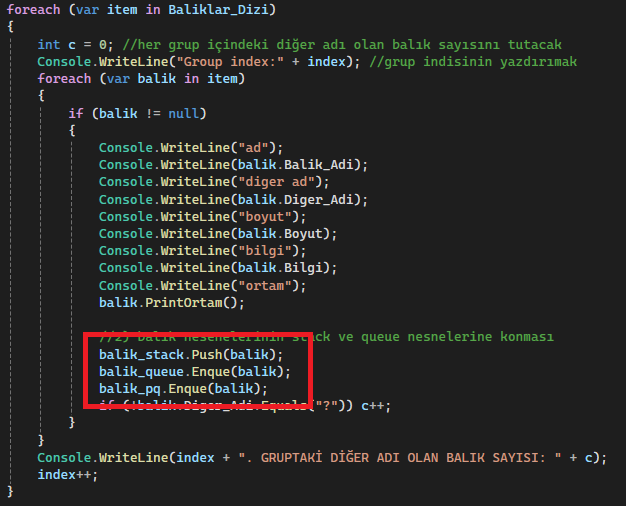 foreach (var item in Baliklar_Dizi)
{
int c = 0; //her grup içindeki diğer adı olan balık sayısını tutacak
Console.WriteLine("Group index:" + index); //grup indisinin yazdırımak
foreach (var balik in item)
{
if (balik != null)
{
Console.WriteLine("ad");
Console.WriteLine(balik.Balik_Adi);
Console.WriteLine("diger ad");
Console.WriteLine(balik.Diger_Adi);
Console.WriteLine("boyut");
Console.WriteLine(balik.Boyut);
Console.WriteLine("bilgi");
Console.WriteLine(balik.Bilgi);
Console.WriteLine("ortam");
balik.PrintOrtam();
//2) balık nesenelerinin stack ve queue nesnelerine konması
balik_stack.Push(balik);
balik_queue.Enque(balik);
balik_pq.Enque(balik);
if (!balik.Diger_Adi.Equals("?")) c++;
}
}
Console.WriteLine(index + ". GRUPTAKİ DİĞER ADI OLAN BALIK SAYISI: " + c);
index++;
}